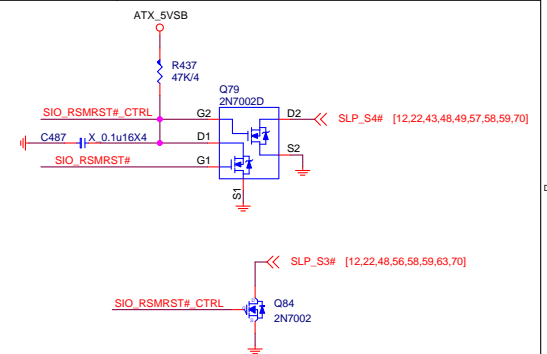 ATX_5VSB
R437
47K/4
Q79
2N7002D
SIO_RSMRST#_CTRL
G2
D2
SLP_S4# [12,22,43,48,49,57,58,59,70]
C487
X_0.1u16X4
D1
S2
SIO_RSMRST#
G1
S1
D
SLP_S3# [12,22,48,56,58,59,63,70]
SIO_RSMRST#_CTRL
Q84
2N7002